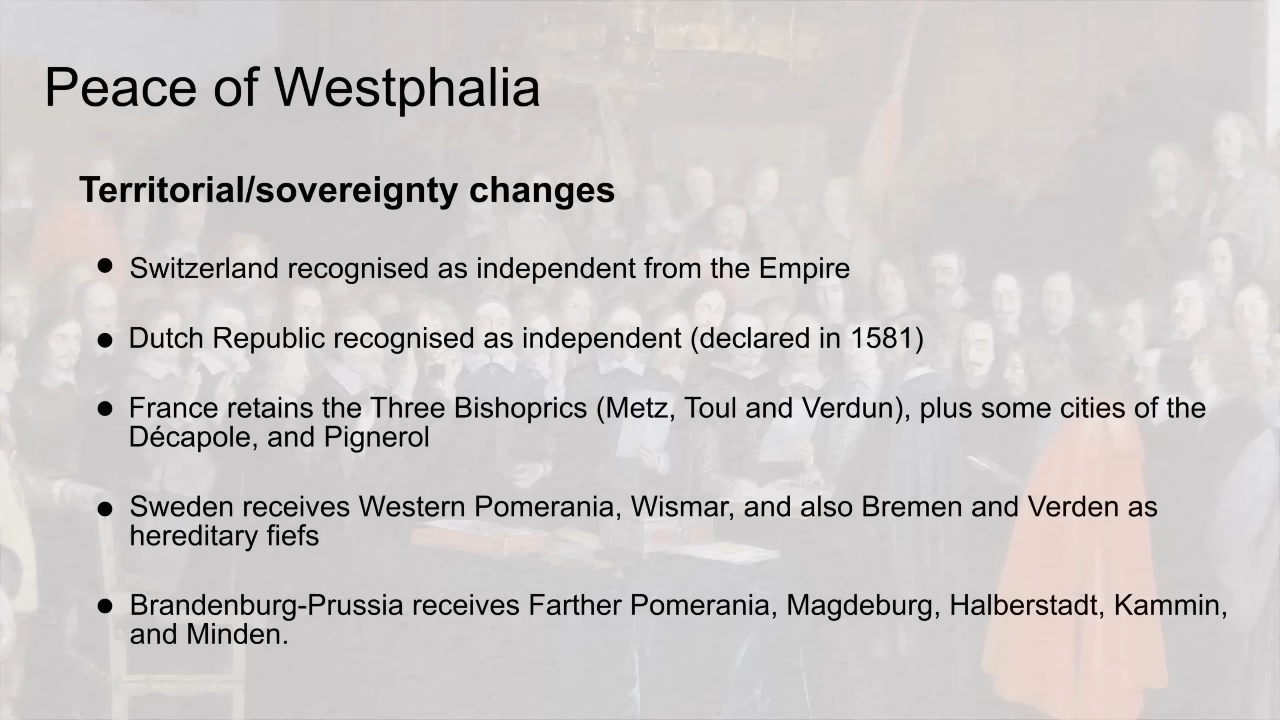 Peace of Westphalia
Territorial/sovereignty changes
● Switzerland recognised as independent from the Empire
● Dutch Republic recognised as independent (declared in 1581)
● France retains the Three Bishoprics (Metz, Toul and Verdun), plus some cities of the
Décapole, and Pignerol
● Sweden receives Western Pomerania, Wismar, and also Bremen and Verden as
hereditary fiefs
● Brandenburg-Prussia receives Farther Pomerania, Magdeburg, Halberstadt, Kammin,
and Minden.